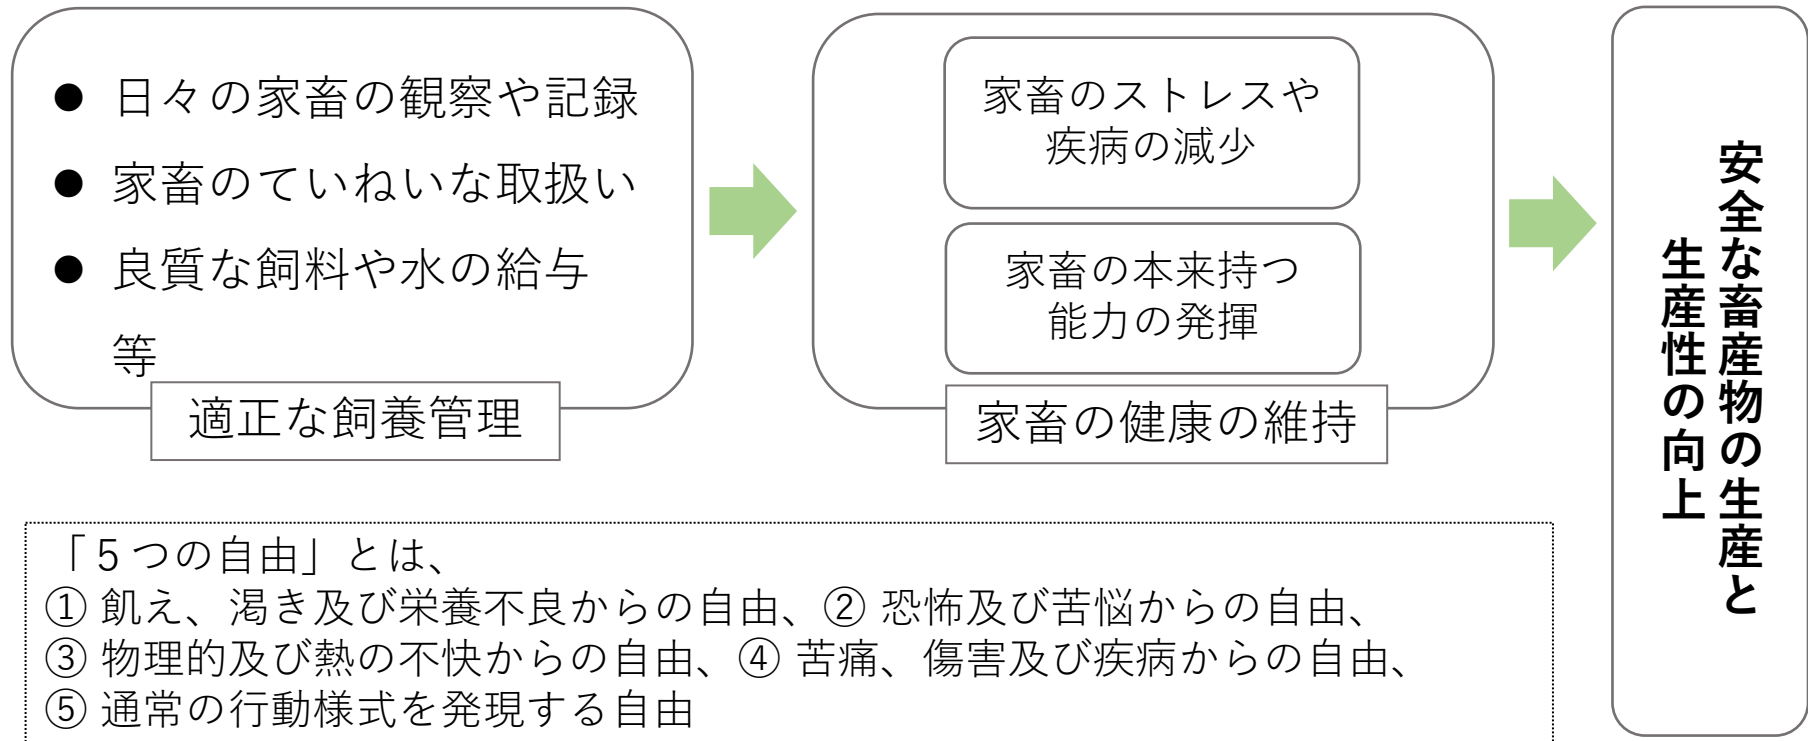 ● 日々の家畜の観察や記録
● 家畜のていねいな取扱い
● 良質な飼料や水の給与
等
適正な飼養管理
家畜のストレスや
疾病の減少
家畜の本来持つ
能力の発揮
家畜の健康の維持
安全な畜産物の生産と
生産性の向上
「5つの自由」とは、
① 飢え、渇き及び栄養不良からの自由、② 恐怖及び苦悩からの自由、
③ 物理的及び熱の不快からの自由、④ 苦痛、傷害及び疾病からの自由、
⑤ 通常の行動様式を発現する自由